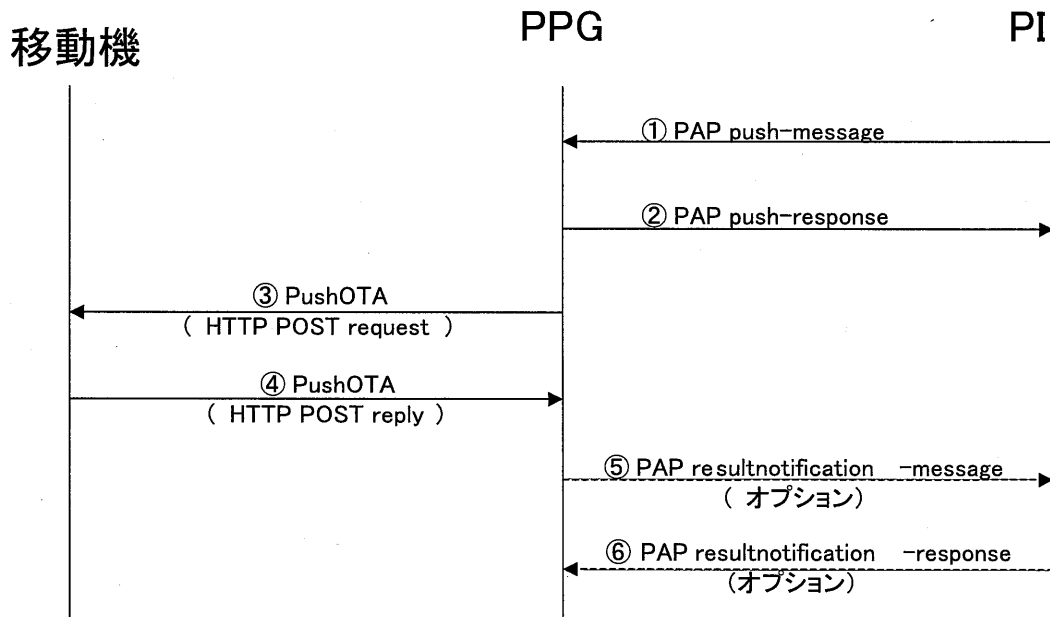 移動機
PPG
PI
① PAP push-message
② PAP push-response
③ PushOTA
( HTTP POST request )
④ PushOTA
( HTTP POST reply )
⑤ PAP resultnotification -message
( オプション)
⑥ PAP resultnotification -response
(オプション)